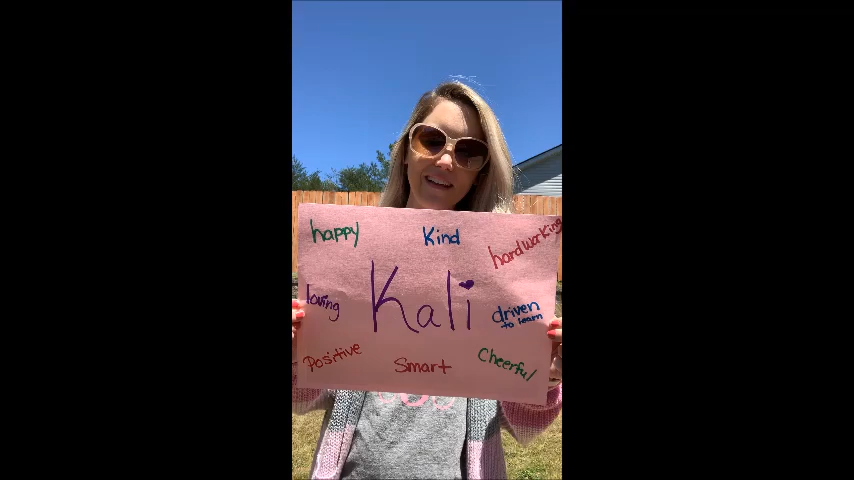 happy
Kind
hardworking
loving
Kali
driven
to learn
Positive
Smart
Cheerful